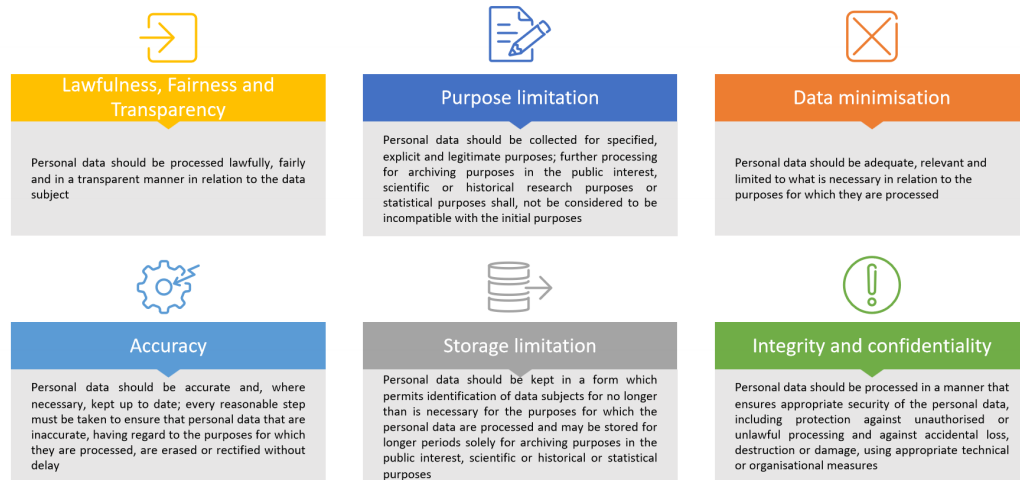 Lawfulness, Fairness and
Transparency
Personal data should be processed lawfully, fairly
and in a transparent manner in relation to the data
subject
Purpose limitation
Personal data should be collected for specified,
explicit and legitimate purposes; further processing
for archiving purposes in the public interest,
scientific or historical research purposes or
statistical purposes shall, not be considered to be
incompatible with the initial purposes
Data minimisation
Personal data should be adequate, relevant and
limited to what is necessary in relation to the
purposes for which they are processed
Accuracy
Personal data should be accurate and, where
necessary, kept up to date; every reasonable step
must be taken to ensure that personal data that are
inaccurate, having regard to the purposes for which
they are processed, are erased or rectified without
delay
Storage limitation
Personal data should be kept in a form which
permits identification of data subjects for no longer
than is necessary for the purposes for which the
personal data are processed and may be stored for
longer periods solely for archiving purposes in the
public interest, scientific or historical or statistical
purposes
Integrity and confidentiality
Personal data should be processed in a manner that
ensures appropriate security of the personal data,
including protection against unauthorised or
unlawful processing and against accidental loss,
destruction or damage, using appropriate technical
or organisational measures